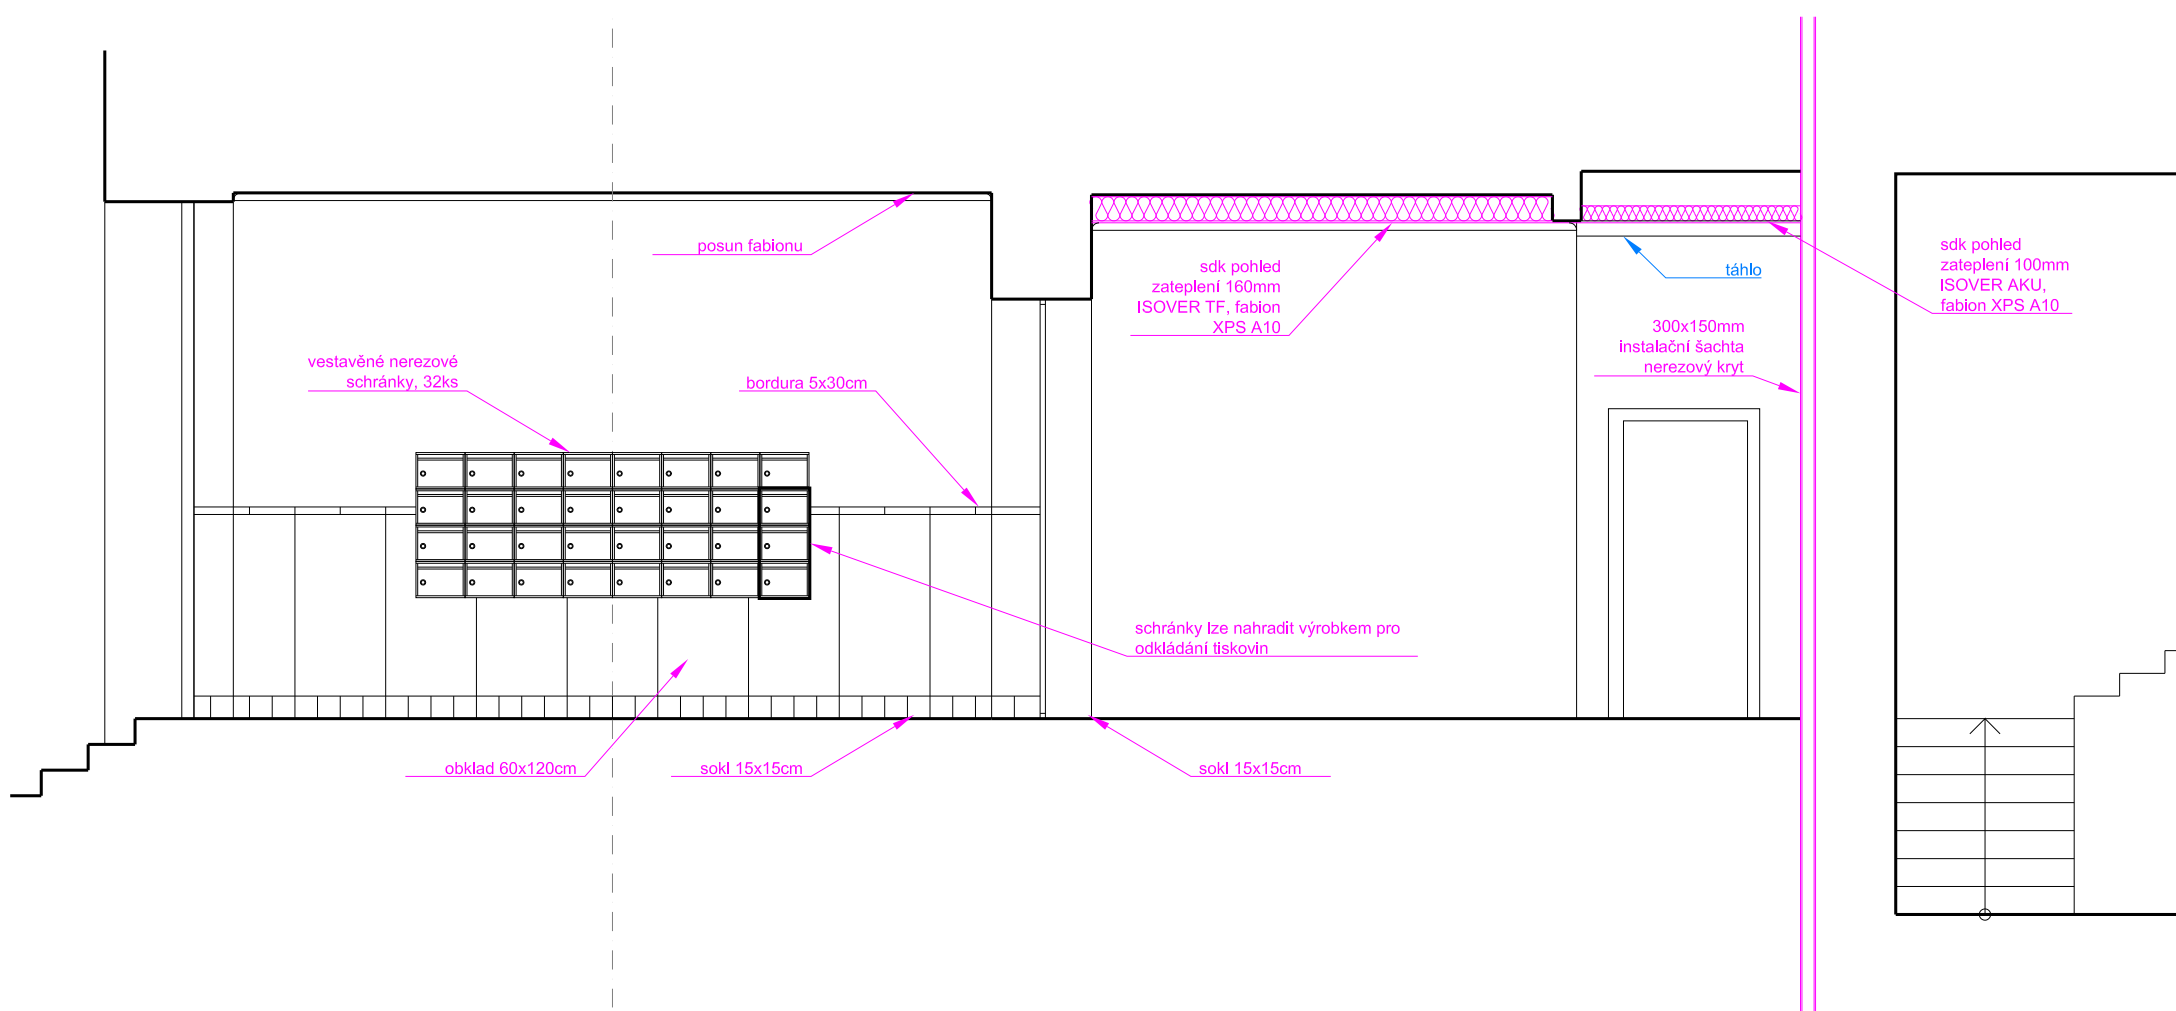 posun fabionu
sdk pohled
zateplení 160mm
ISOVER TF, fabion
XPS A10
táhlo
sdk pohled
zateplení 100mm
ISOVER AKU,
fabion XPS A10
300x150mm
instalační šachta
nerezový kryt
vestavěné nerezové
schránky, 32ks
bordura 5x30cm
schránky lze nahradit výrobkem pro
odkládání tiskovin
obklad 60x120cm
sokl 15x15cm
sokl 15x15cm